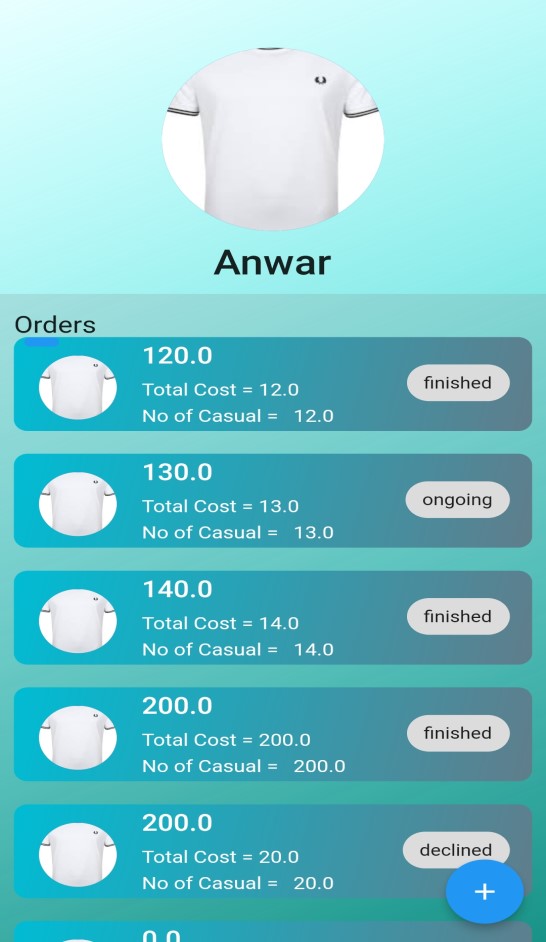 Anwar
Orders
120.0
Total Cost = 12.0
No of Casual = 12.0
finished
130.0
Total Cost = 13.0
No of Casual = 13.0
ongoing
140.0
Total Cost = 14.0
No of Casual = 14.0
finished
200.0
Total Cost = 200.0
No of Casual = 200.0
finished
200.0
Total Cost = 20.0
No of Casual = 20.0
declined
+
0.0